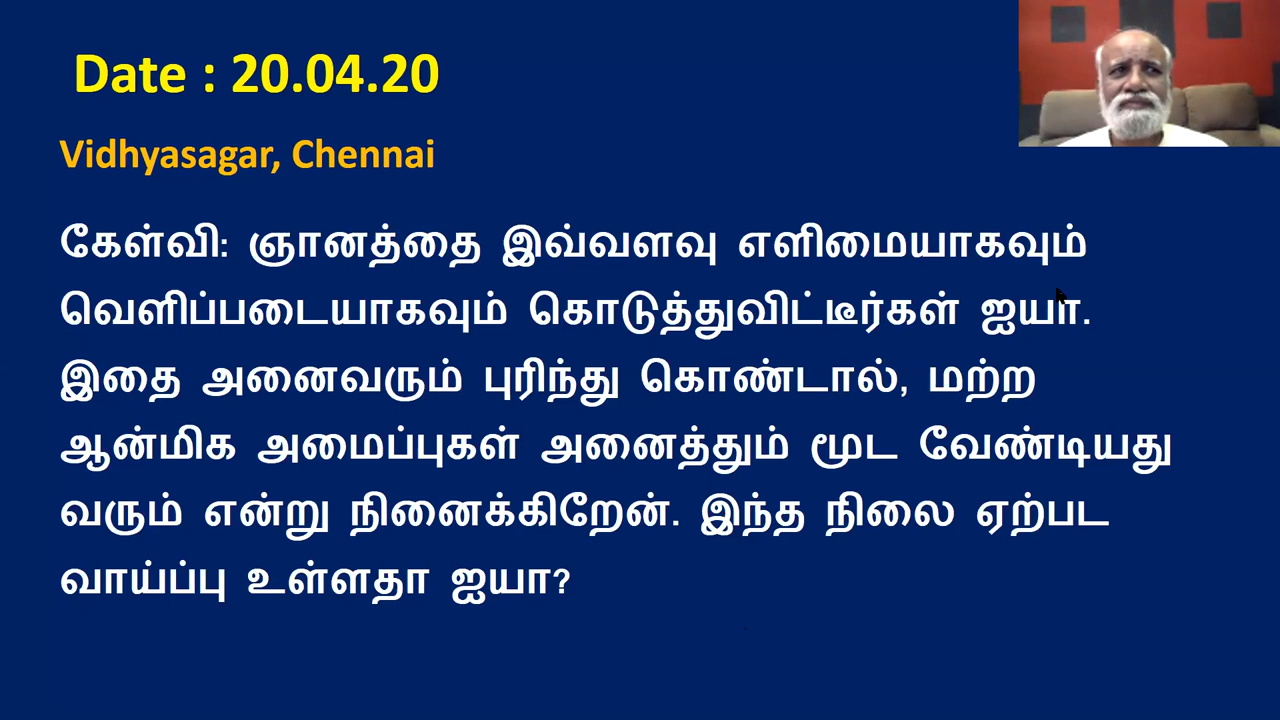 Date : 20.04.20
Vidhyasagar, Chennai
கேள்வி: ஞானத்தை இவ்வளவு எளிமையாகவும்
வெளிப்படையாகவும் கொடுத்துவிட்டீர்கள் ஐயா.
இதை அனைவரும் புரிந்து கொண்டால், மற்ற
ஆன்மிக அமைப்புகள் அனைத்தும் மூட வேண்டியது
வரும் என்று நினைக்கிறேன். இந்த நிலை ஏற்பட
வாய்ப்பு உள்ளதா ஐயா?